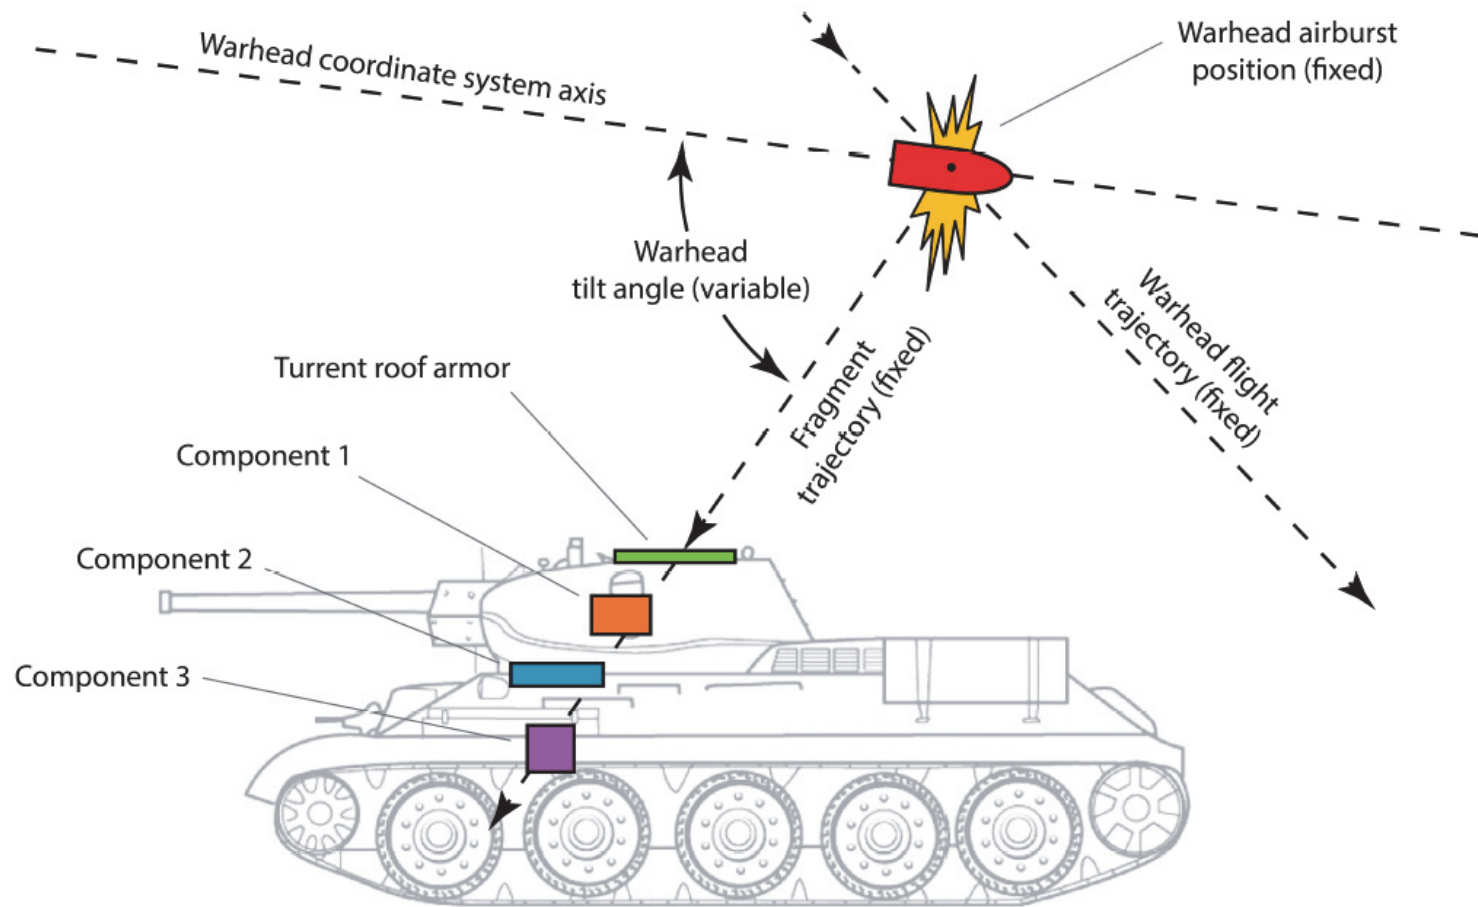 Warhead coordinate system axis
Warhead airburst
position (fixed)
Warhead
tilt angle (variable)
Warhead flight
trajectory (fixed)
Fragment
trajectory (fixed)
Turrent roof armor
Component 1
Component 2
Component 3